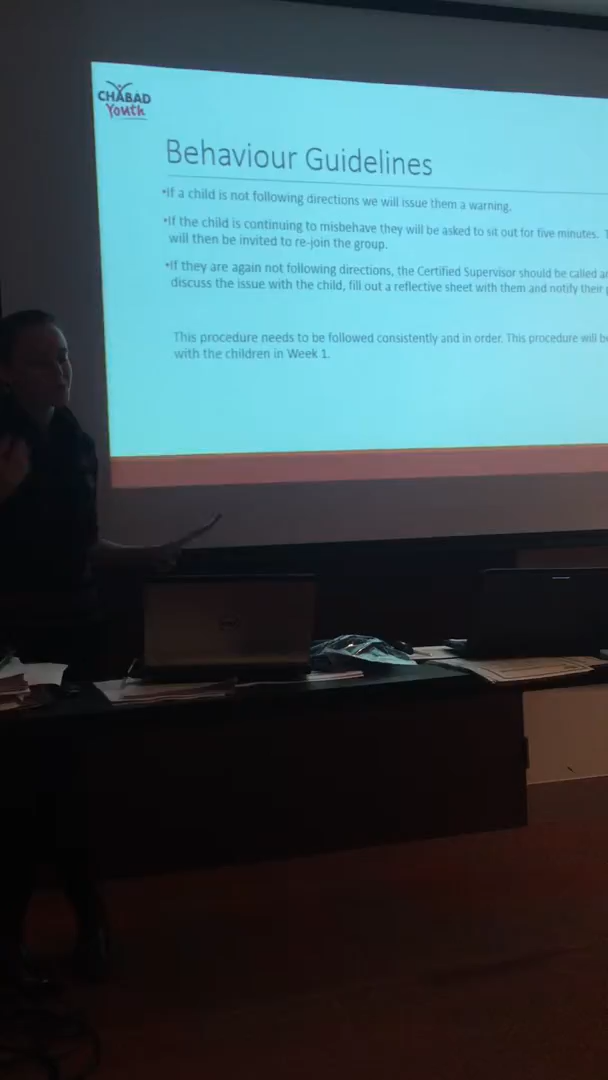 CHABAD
Youth
Behaviour Guidelines
•If a child is not following directions we will issue them a warning.
•If the child is continuing to misbehave they will be asked to sit out for five minutes.
will then be invited to re-join the group.
•If they are again not following directions, the Certified Supervisor should be called
discuss the issue with the child, fill out a reflective sheet with them and notify their
This procedure needs to be followed consistently and in order. This procedure will be
with the children in Week 1.
DELL